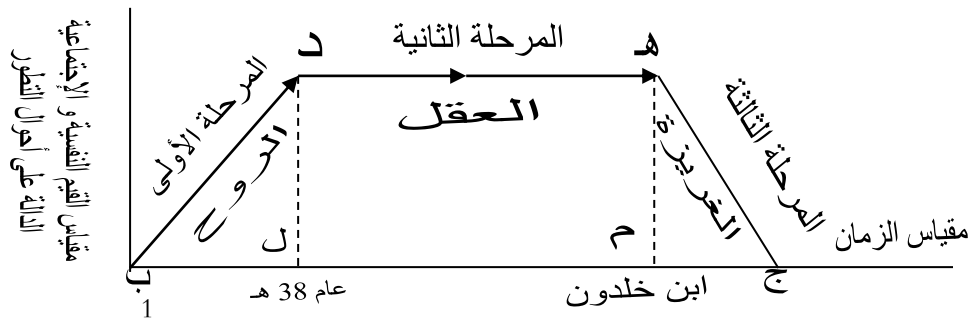 مقياس القيم النفسية و الإجتماعية
الدالة على أحوال التطور
المرحلة الأولى
الروح
د
المرحلة الثانية
العقل
هـ
المرحلة الثالثة
الغريزة
ل
م
مقياس الزمان
ب
1
عام 38 هـ
ابن خلدون
ج